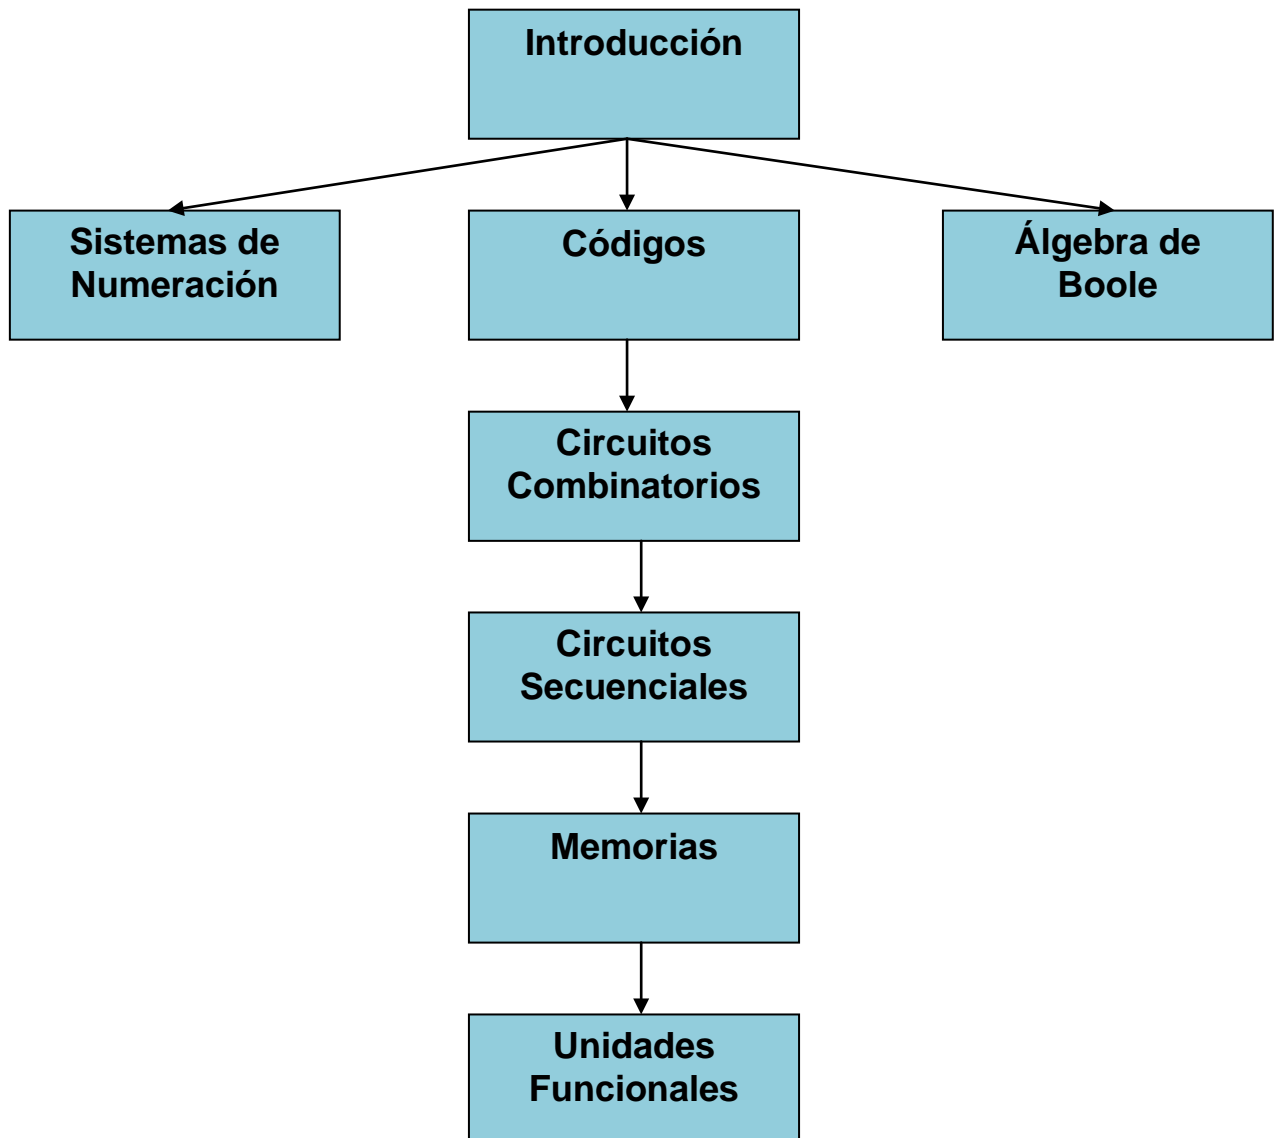 Introducción
Sistemas de
Numeración
Códigos
Álgebra de
Boole
Circuitos
Combinatorios
Circuitos
Secuenciales
Memorias
Unidades
Funcionales